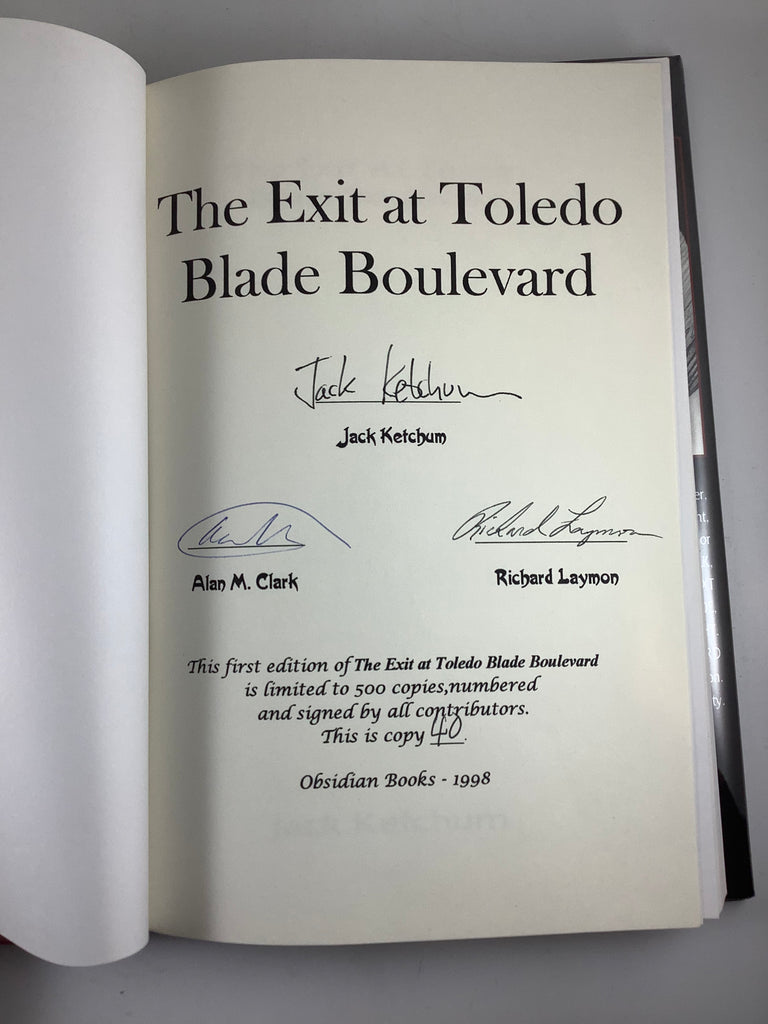 The Exit at Toledo
Blade Boulevard
Jack Ketchum
Jack Ketchum
Richard Laymon
Alan M. Clark
Richard Laymon
This first edition of The Exit at Toledo Blade Boulevard
is limited to 500 copies,numbered
and signed by all contributors.
This is copy 40.
Obsidian Books - 1998
Jack Ketchum